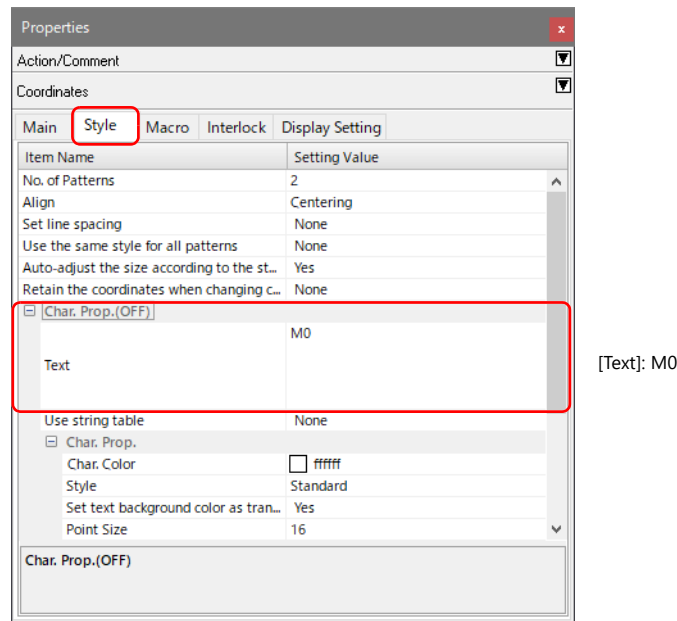 Properties
x
Action/Comment
Coordinates
Main Style Macro Interlock Display Setting
Item Name Setting Value
No. of Patterns 2
Align Centering
Set line spacing None
Use the same style for all patterns None
Auto-adjust the size according to the st... Yes
Retain the coordinates when changing c... None
Char. Prop.(OFF)
Text M0
[Text]: M0
Use string table None
Char. Prop.
Char. Color ffffff
Style Standard
Set text background color as tran... Yes
Point Size 16
Char. Prop.(OFF)